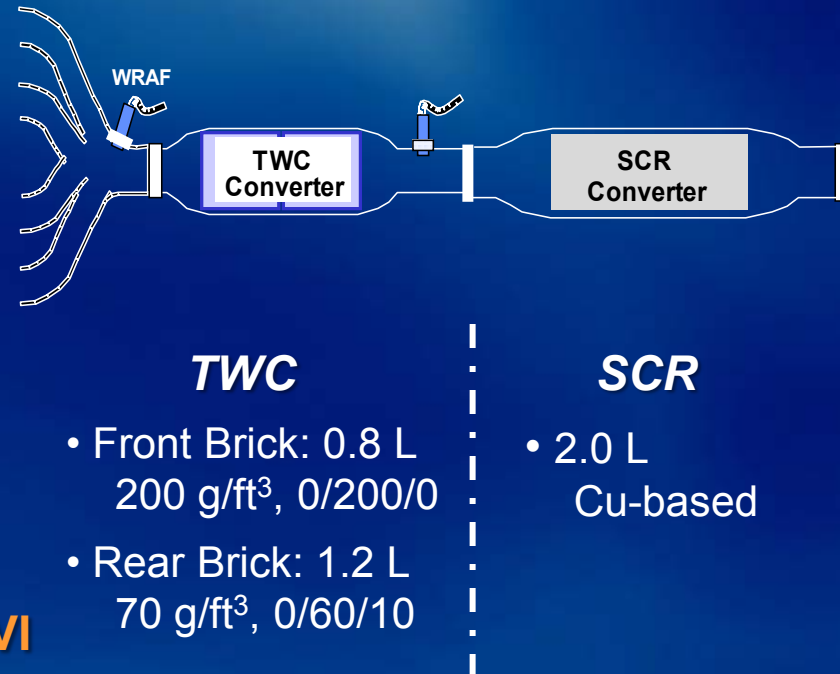 WRAF
TWC
Converter
SCR
Converter
TWC
• Front Brick: 0.8 L
200 g/ft³, 0/200/0
• Rear Brick: 1.2 L
70 g/ft³, 0/60/10
SCR
• 2.0 L
Cu-based
VI